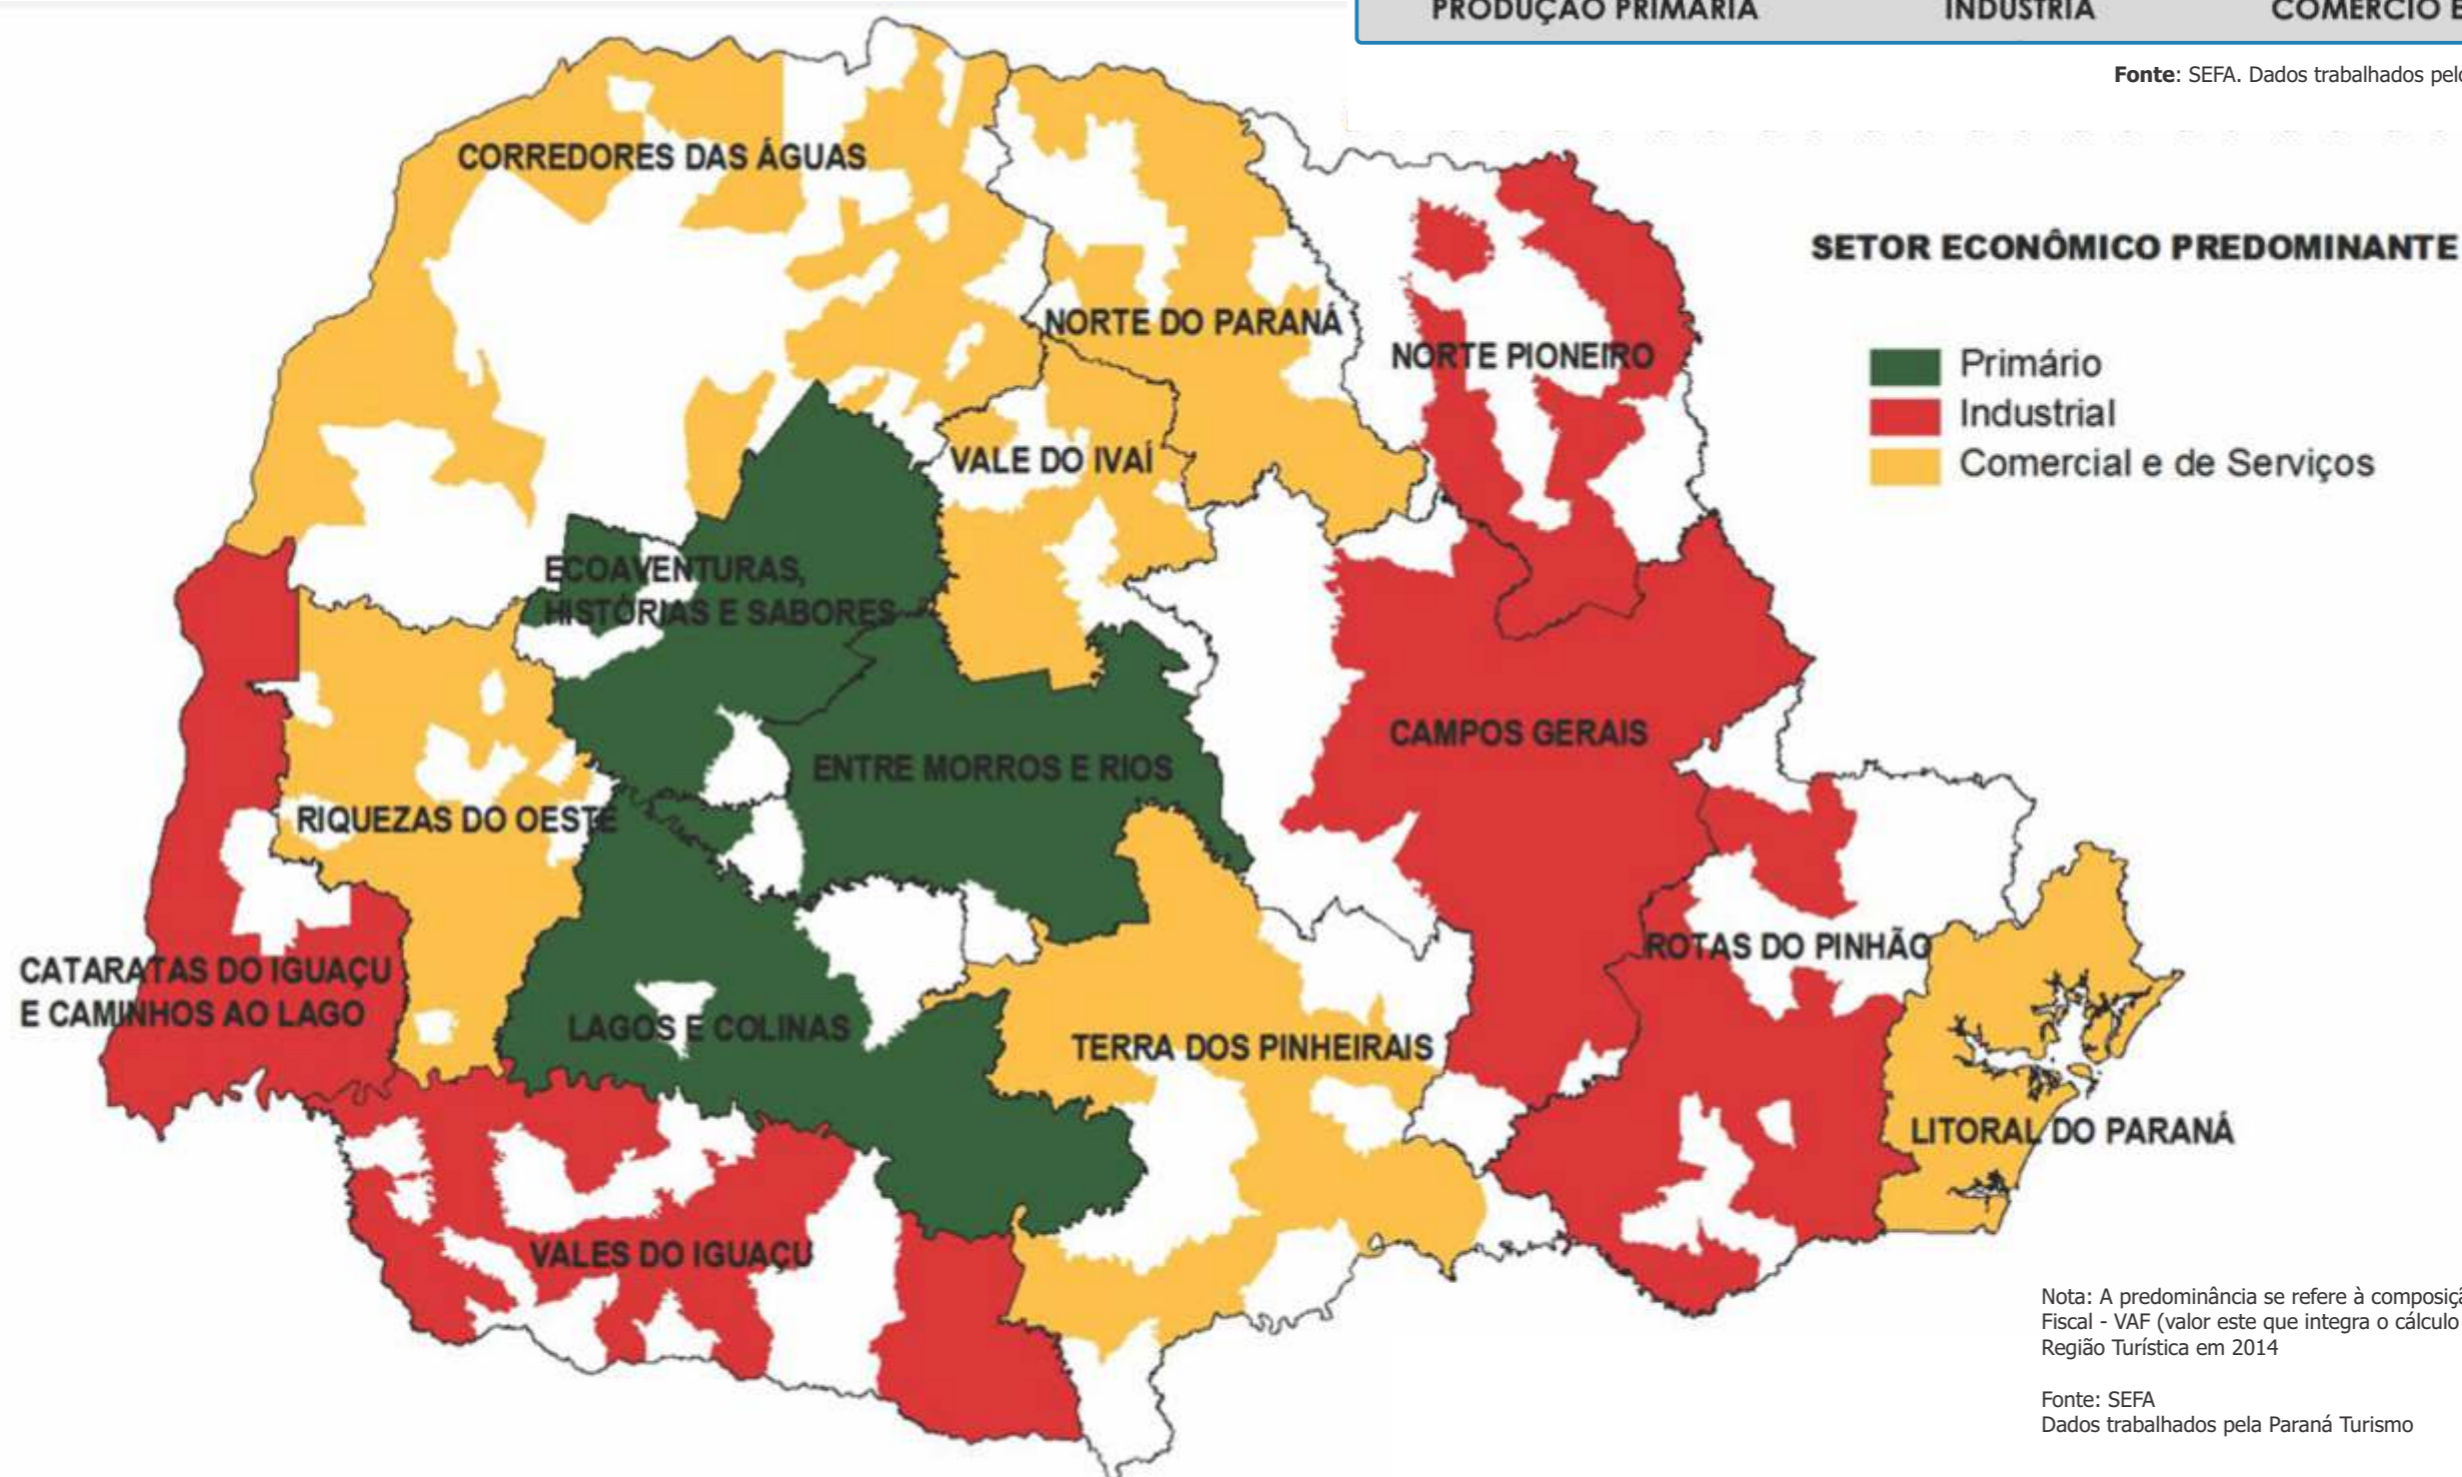 PRODUÇÃO PRIMÁRIA INDÚSTRIA COMÉRCIO E
Fonte: SEFA. Dados trabalhados pelo
CORREDORES DAS ÁGUAS
SETOR ECONÔMICO PREDOMINANTE
NORTE DO PARANÁ
NORTE PIONEIRO
Primário
Industrial
Comercial e de Serviços
VALE DO IVAÍ
ECOAVENTURAS,
HISTÓRIAS E SABORES
CAMPOS GERAIS
ENTRE MORROS E RIOS
RIQUEZAS DO OESTE
ROTAS DO PINHÃO
CATARATAS DO IGUAÇU
E CAMINHOS AO LAGO
LAGOS E COLINAS
TERRA DOS PINHEIRAIS
LITORAL DO PARANÁ
VALES DO IGUAÇU
Nota: A predominância se refere à
Fiscal - VAF (valor este que integra o cálculo
Região Turística em 2014
Fonte: SEFA
Dados trabalhados pela Paraná Turismo